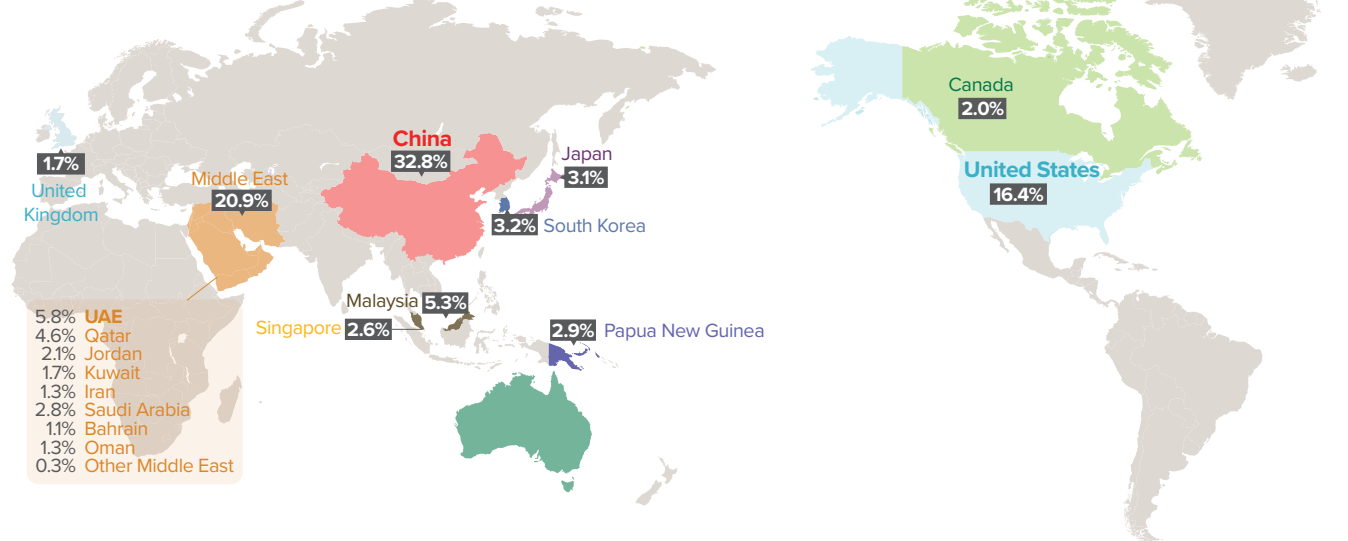 Canada
2.0%
China
32.8%
Japan
3.1%
1.7%
United
Kingdom
Middle East
20.9%
United States
16.4%
3.2% South Korea
Malaysia 5.3%
Singapore 2.6%
2.9% Papua New Guinea
5.8% UAE
4.6% Qatar
2.1% Jordan
1.7% Kuwait
1.3% Iran
2.8% Saudi Arabia
1.1% Bahrain
1.3% Oman
0.3% Other Middle East